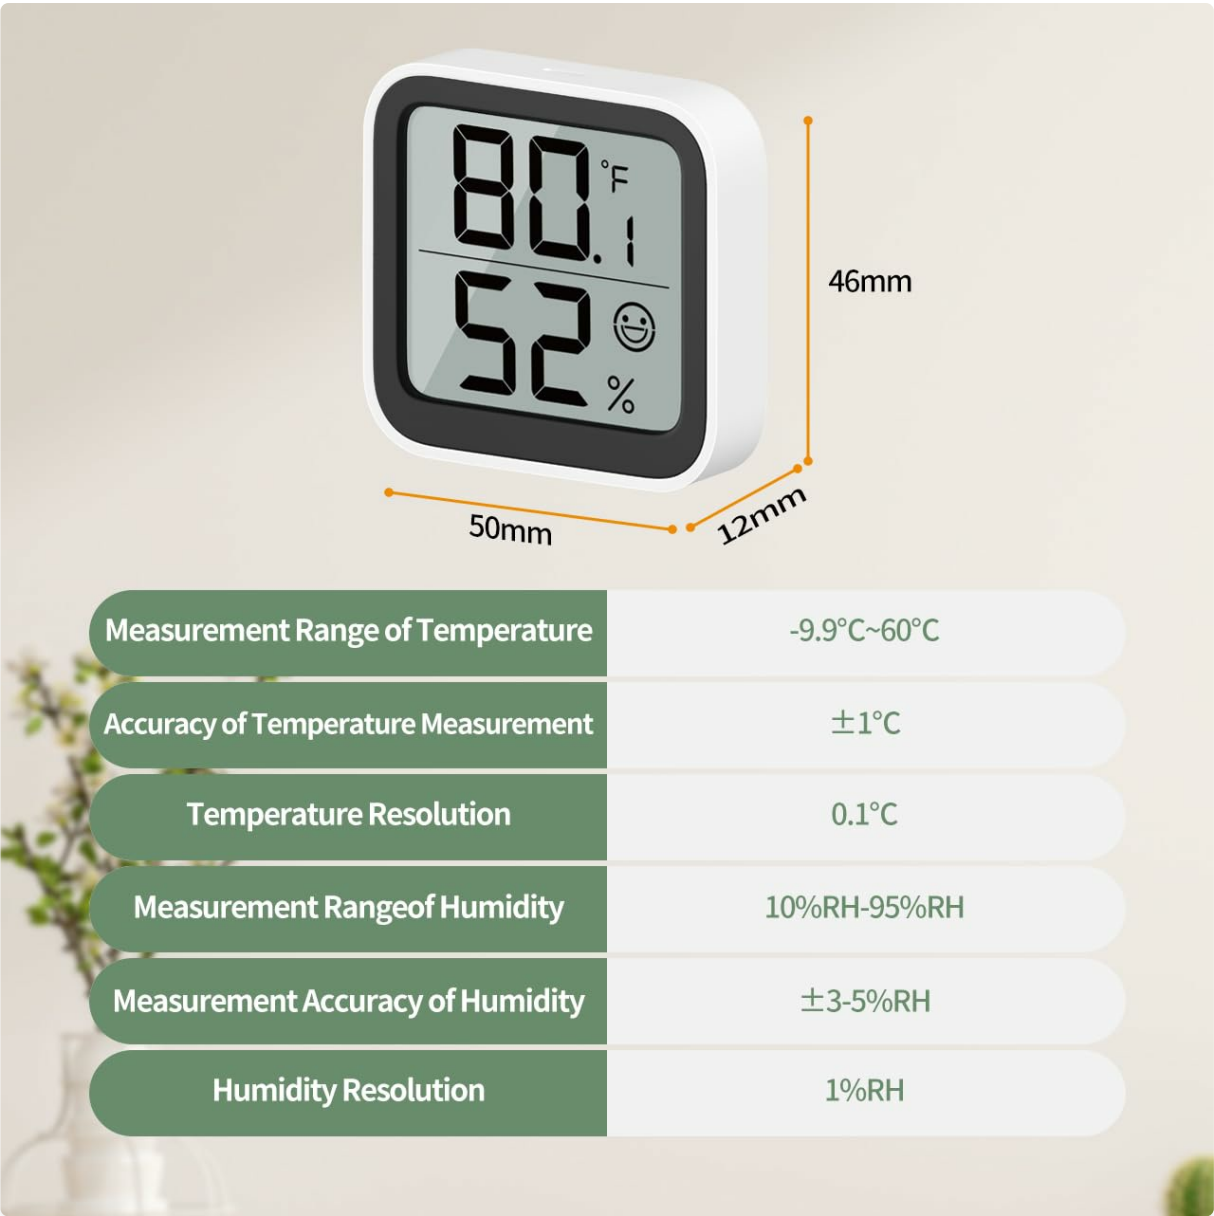 80.1°F
52%
46mm
50mm
12mm
Measurement Range of Temperature -9.9°C~60°C
Accuracy of Temperature Measurement ±1°C
Temperature Resolution 0.1°C
Measurement Rangeof Humidity 10%RH-95%RH
Measurement Accuracy of Humidity ±3-5%RH
Humidity Resolution 1%RH